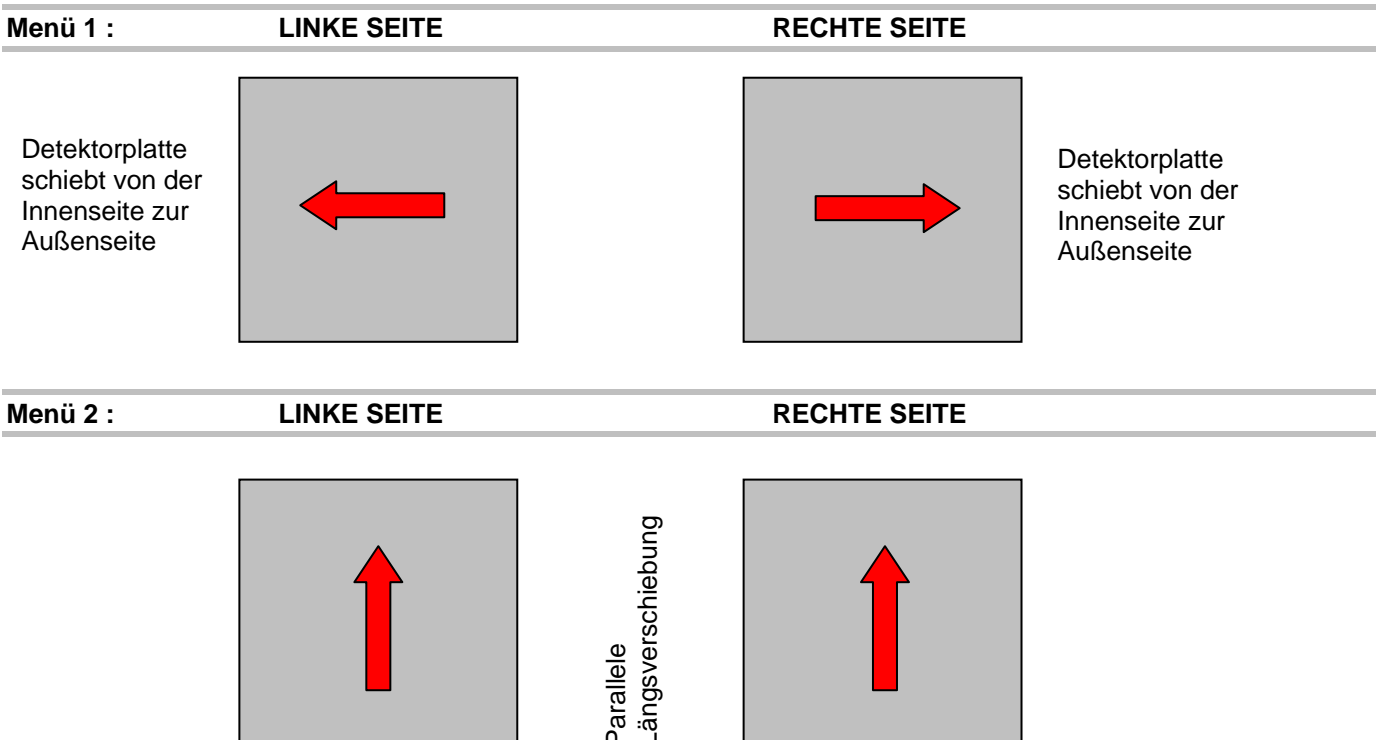 Menü 1 : LINKE SEITE RECHTE SEITE
Detektorplatte
schiebt von der
Innenseite zur
Außenseite
Detektorplatte
schiebt von der
Innenseite zur
Außenseite
Menü 2 : LINKE SEITE RECHTE SEITE
Parallele
Längsverschiebung